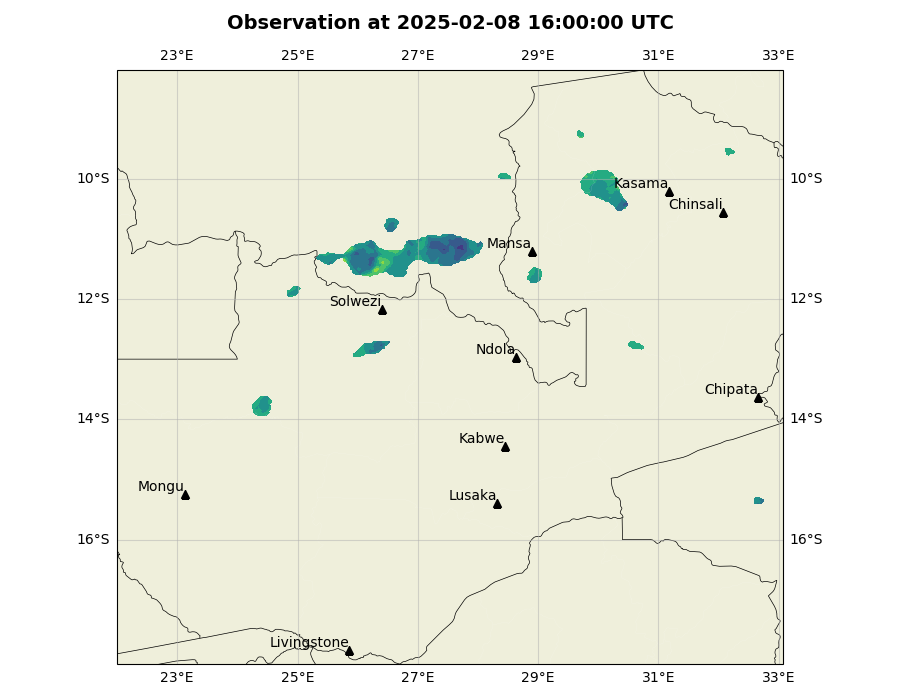 Observation at 2025-02-08 16:00:00 UTC
23°E 25°E 27°E 29°E 31°E 33°E
10°S 10°S
Kasama
Chinsali
Mansa
12°S 12°S
Solwezi
Ndola
Chipata
14°S 14°S
Kabwe
Mongu
Lusaka
16°S 16°S
Livingstone
23°E 25°E 27°E 29°E 31°E 33°E